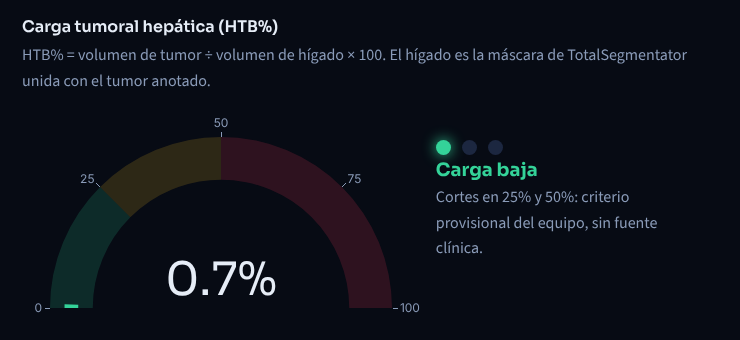 Carga tumoral hepática (HTB%)
HTB% = volumen de tumor ÷ volumen de hígado × 100. El hígado es la máscara de TotalSegmentator
unida con el tumor anotado.
50
25
75
Carga baja
Cortes en 25% y 50%: criterio
provisional del equipo, sin fuente
clínica.
0.7%
0
100